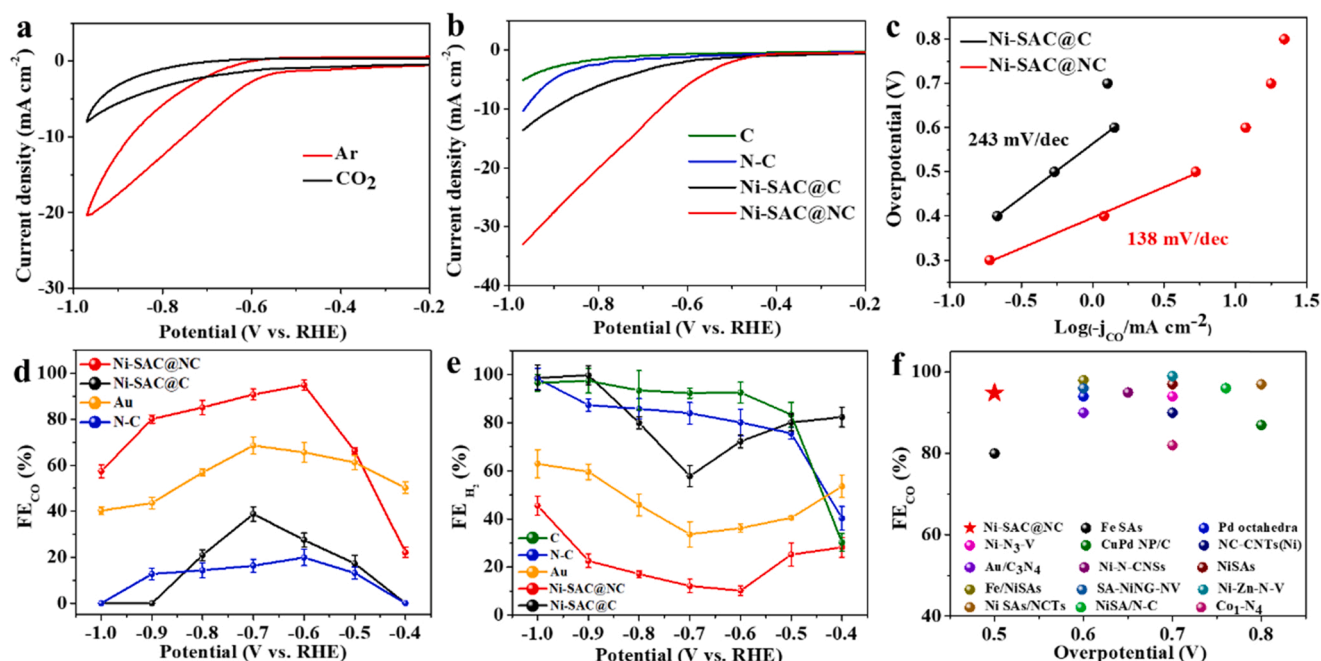 a
0
-10
-20
-30
-1.0
-0.8
-0.6
-0.4
-0.2
Current density (mA cm-2)
Potential (V vs. RHE)
Ar
CO2
b
0
-10
-20
-30
-40
-1.0
-0.8
-0.6
-0.4
-0.2
Current density (mA cm-2)
Potential (V vs. RHE)
C
N-C
Ni-SAC@C
Ni-SAC@NC
c
0.8
0.7
0.6
0.5
0.4
0.3
-1.0
-0.5
0.0
0.5
1.0
1.5
Overpotential (V)
Log(-jCO/mA cm-2)
Ni-SAC@C
Ni-SAC@NC
243 mV/dec
138 mV/dec
d
100
80
60
40
20
0
-1.0
-0.9
-0.8
-0.7
-0.6
-0.5
-0.4
FECO (%)
Potential (V vs. RHE)
Ni-SAC@NC
Ni-SAC@C
Au
N-C
e
100
80
60
40
20
0
-1.0
-0.9
-0.8
-0.7
-0.6
-0.5
-0.4
FE H2 (%)
Potential (V vs. RHE)
C
N-C
Au
Ni-SAC@NC
Ni-SAC@C
f
100
80
60
40
0.5
0.6
0.7
0.8
FECO (%)
Overpotential (V)
Ni-SAC@NC
Fe SAs
Pd octahedra
Ni-N3-V
CuPd NP/C
NC-CNTs(Ni)
Au/C3N4
Ni-N-CNSs
NiSAs
Fe/NiSAs
SA-NiNG-NV
Ni-Zn-N-V
Ni SAs/NCTs
NiSA/N-C
Co1-N4